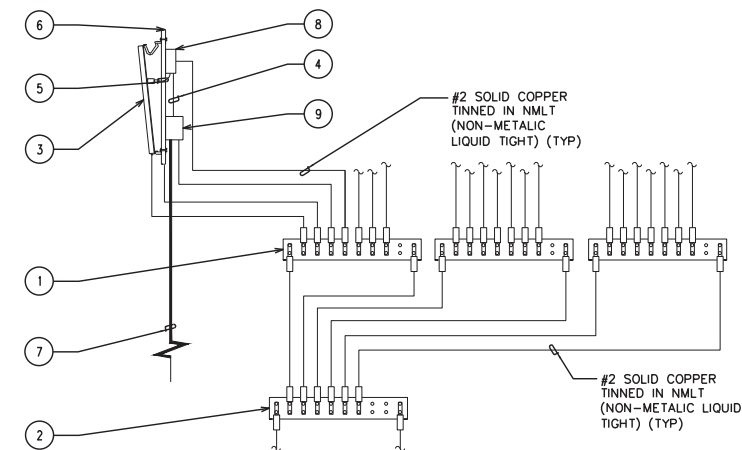 6
8
4
5
9
3
#2 SOLID COPPER
TINNED IN NMLT
(NON-METALIC
LIQUID TIGHT) (TYP)
1
7
2
#2 SOLID COPPER
TINNED IN NMLT
(NON-METALIC LIQUID
TIGHT) (TYP)